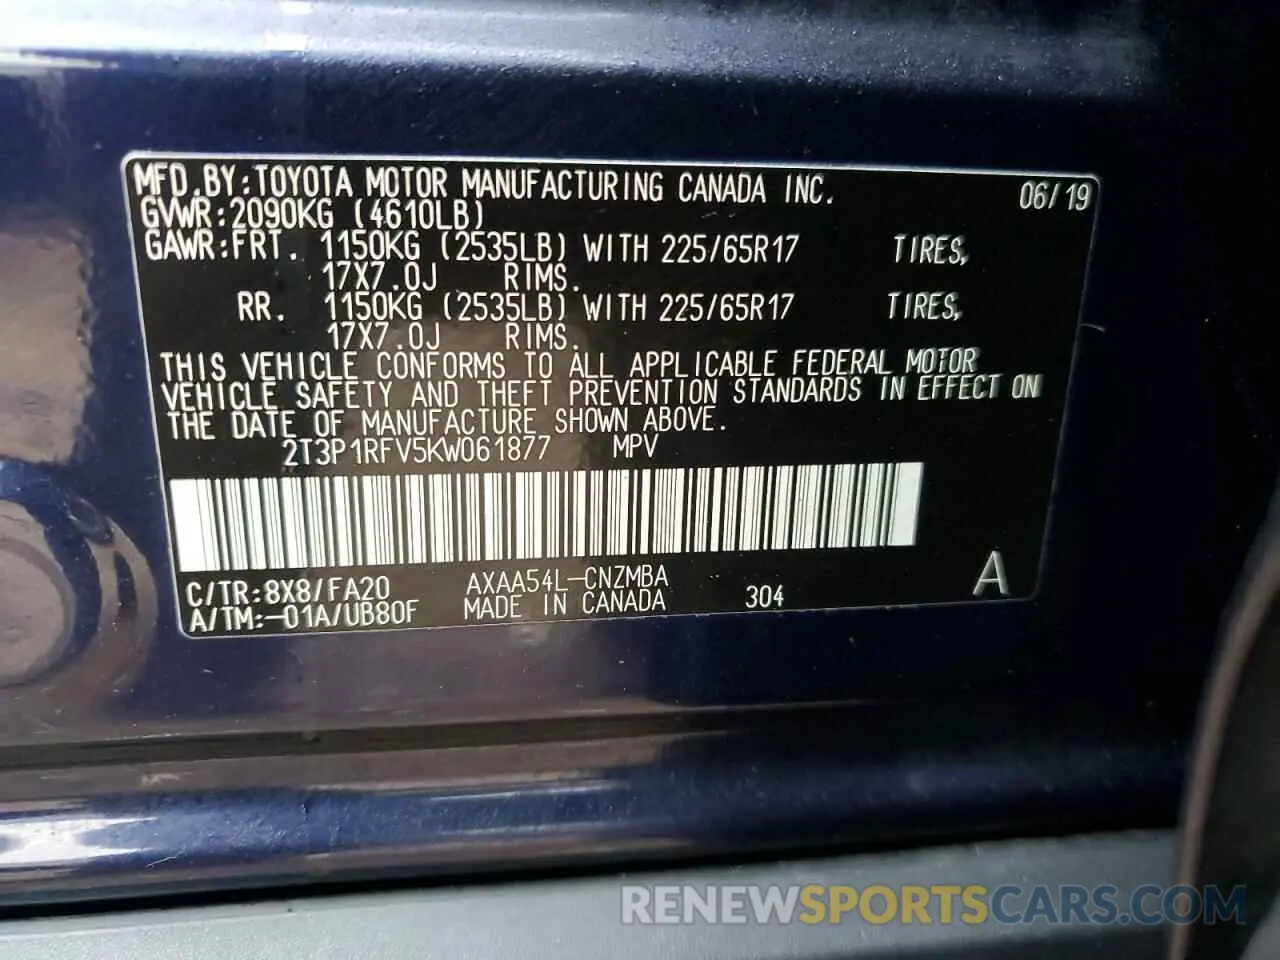 MFD.BY:TOYOTA MOTOR MANUFACTURING CANADA INC. 06/19
GVWR:2090KG (4610LB)
GAWR:FRT. 1150KG (2535LB) WITH 225/65R17 TIRES,
17X7.0J RIMS.
RR. 1150KG (2535LB) WITH 225/65R17 TIRES,
17X7.0J RIMS.
THIS VEHICLE CONFORMS TO ALL APPLICABLE FEDERAL MOTOR
VEHICLE SAFETY AND THEFT PREVENTION STANDARDS IN EFFECT ON
THE DATE OF MANUFACTURE SHOWN ABOVE.
2T3P1RFV5KW061877 MPV
C/TR:8X8/FA20 AXAA54L-CNZMBA A
A/TM:-01A/UB80F MADE IN CANADA 304
RENEWSPORTSCARS.COM